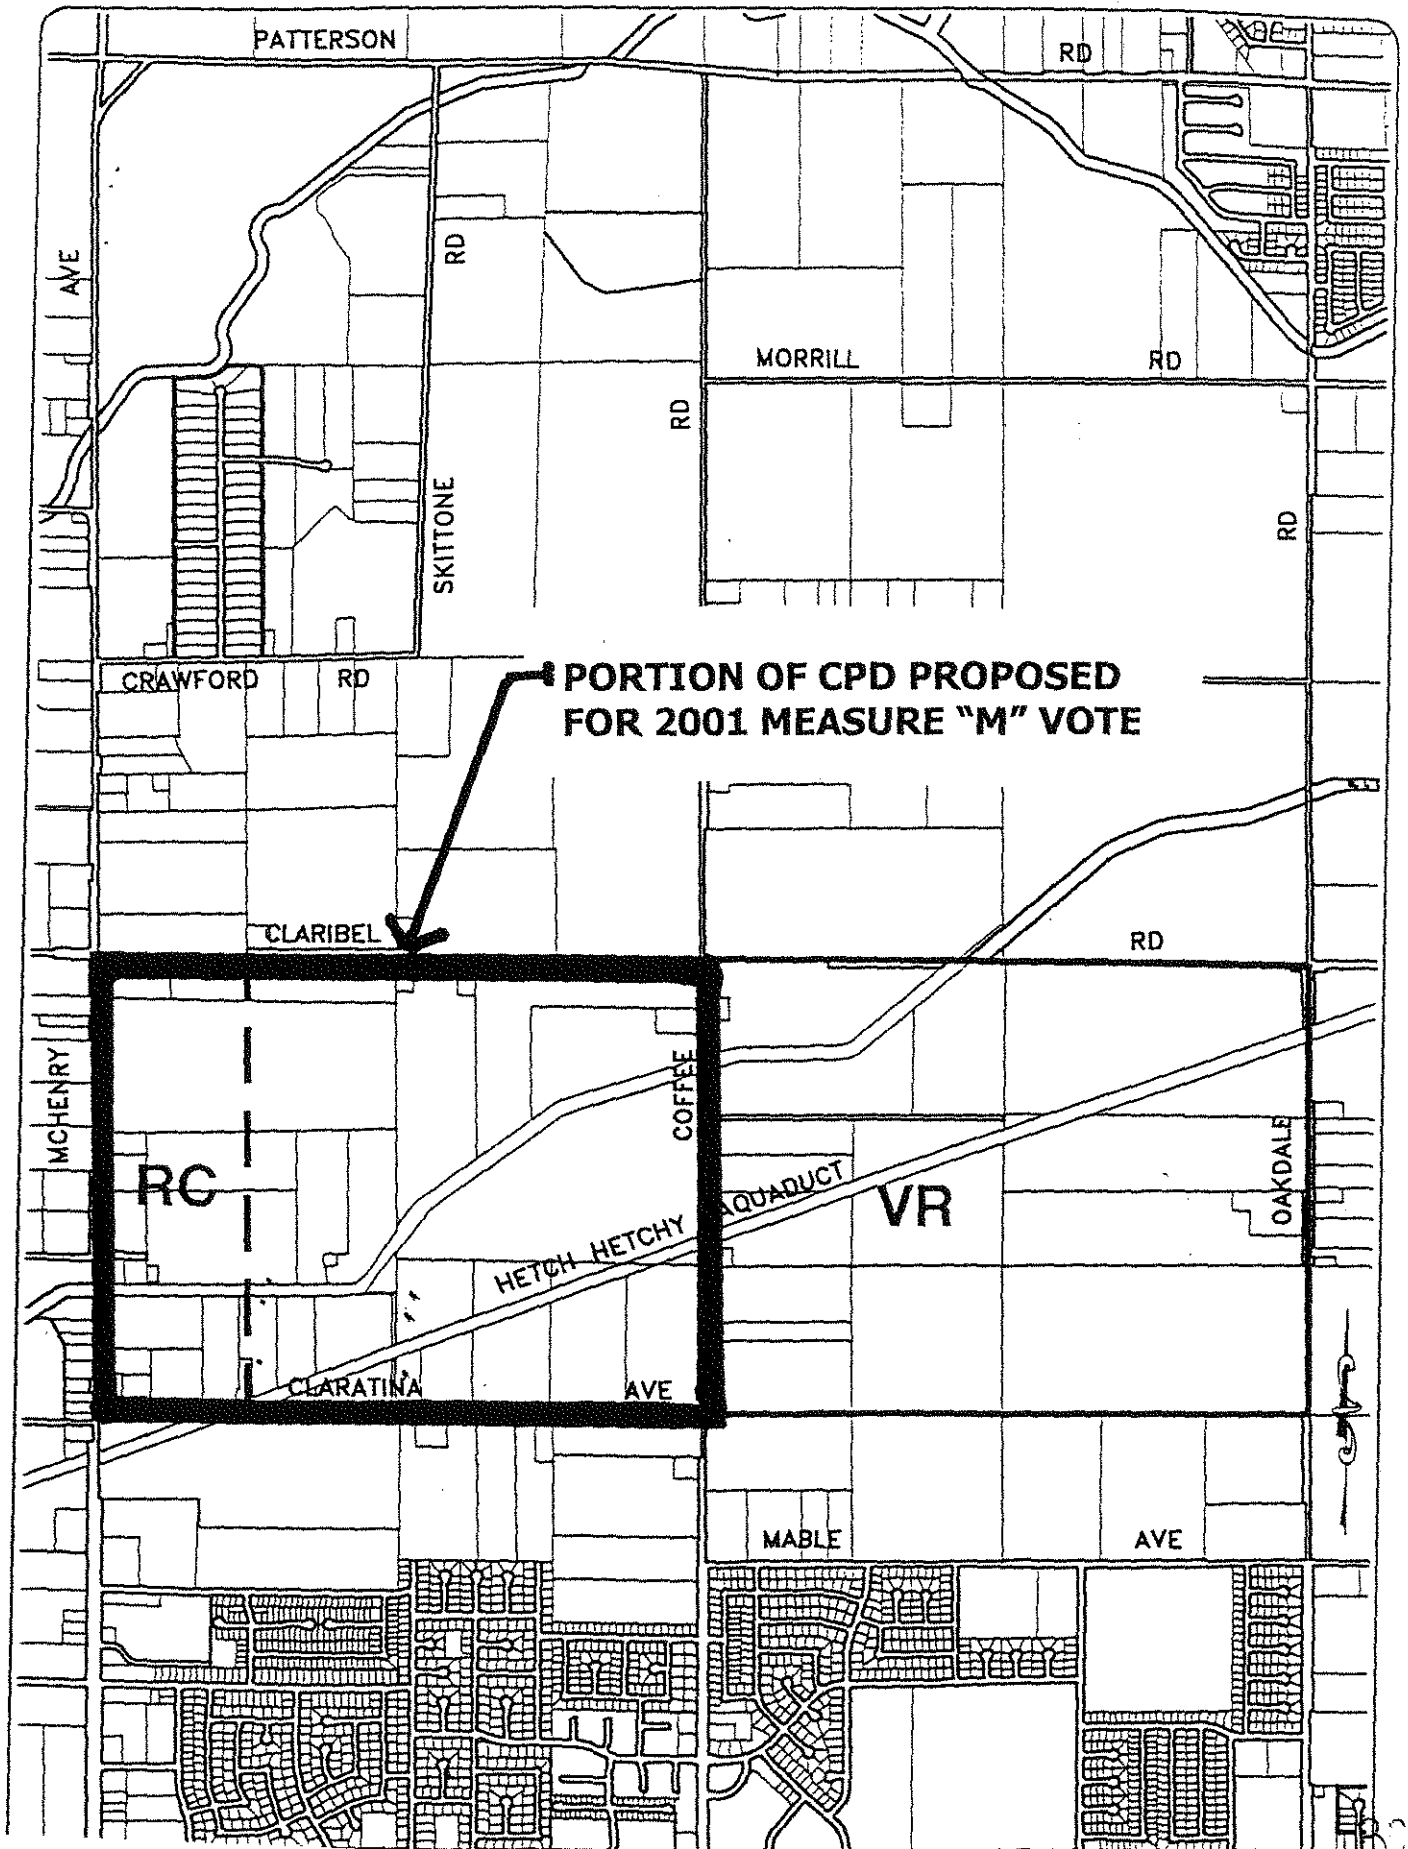 PATTERSON RD
AVE
RD
MORRILL RD
RD
SKITTONE
RD
CRAWFORD RD
PORTION OF CPD PROPOSED
FOR 2001 MEASURE “M” VOTE
CLARIBEL RD
MCHENRY
COFFEE
RC
HETCH HETCHY AQUADUCT
VR
OAKDALE
CLARATINA AVE
MABLE AVE